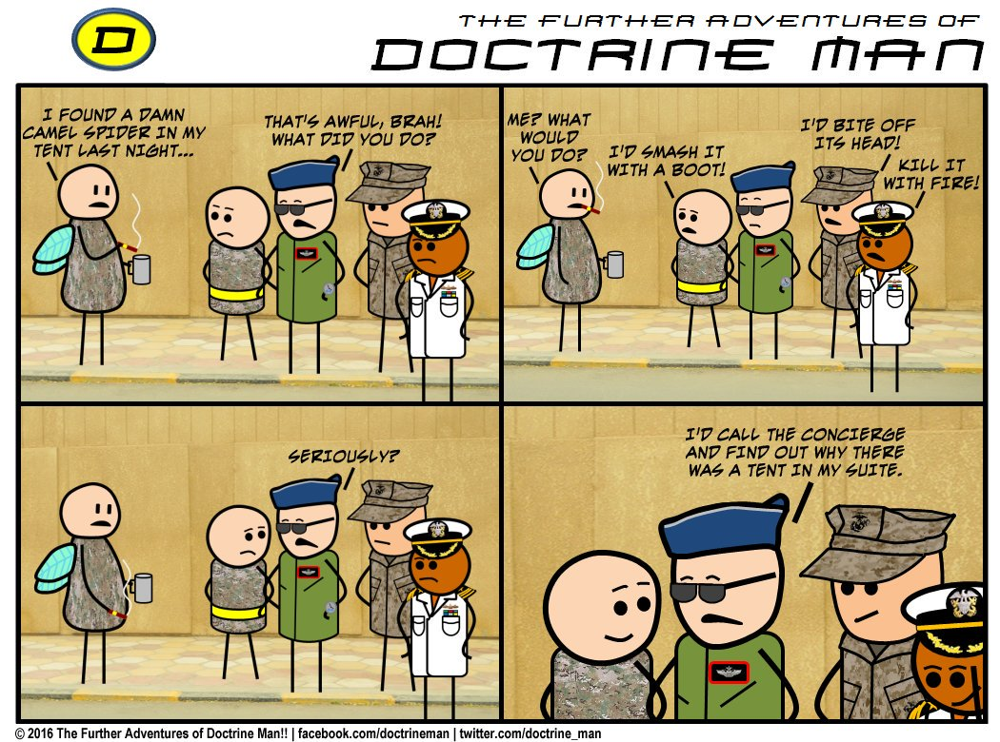 D
THE FURTHER ADVENTURES OF
DOCTRINE MAN
I FOUND A DAMN
CAMEL SPIDER IN MY
TENT LAST NIGHT...
THAT'S AWFUL, BRAH!
WHAT DID YOU DO?
ME? WHAT
WOULD
YOU DO?
I'D SMASH IT
WITH A BOOT!
I'D BITE OFF
ITS HEAD!
KILL IT
WITH FIRE!
SERIOUSLY?
I'D CALL THE CONCIERGE
AND FIND OUT WHY THERE
WAS A TENT IN MY SUITE.
© 2016 The Further Adventures of Doctrine Man!! | facebook.com/doctrineman | twitter.com/doctrine_man